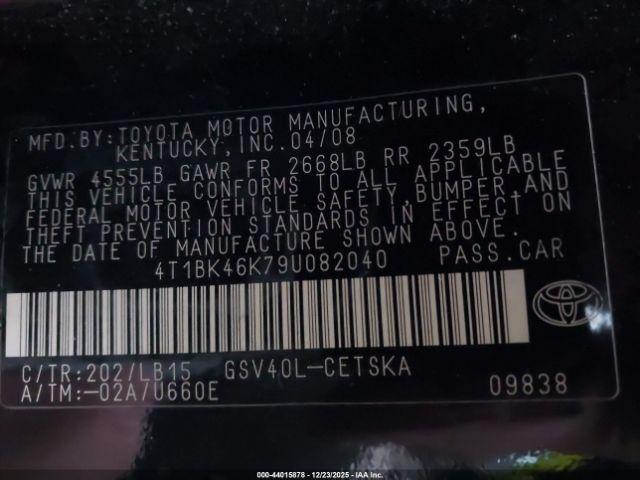 MFD.BY:TOYOTA MOTOR MANUFACTURING,
KENTUCKY,INC.04/08
GVWR 4555LB GAWR FR 2668LB RR 2359LB
THIS VEHICLE CONFORMS TO ALL APPLICABLE
FEDERAL MOTOR VEHICLE SAFETY,BUMPER,AND
THEFT PREVENTION STANDARDS IN EFFECT ON
THE DATE OF MANUFACTURE SHOWN ABOVE.
4T1BK46K79U082040 PASS.CAR
C/TR:202/LB15 GSV40L-CETSKA
A/TM:-02A/U660E 09838
000-44015878 - 12/23/2025 - IAA Inc.